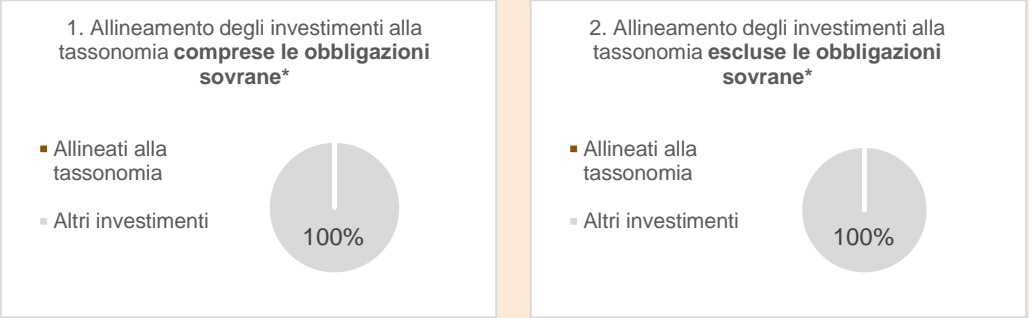 1. Allineamento degli investimenti alla
tassonomia comprese le obbligazioni
sovrane*
Allineati alla
tassonomia
Altri investimenti
100%
2. Allineamento degli investimenti alla
tassonomia escluse le obbligazioni
sovrane*
Allineati alla
tassonomia
Altri investimenti
100%